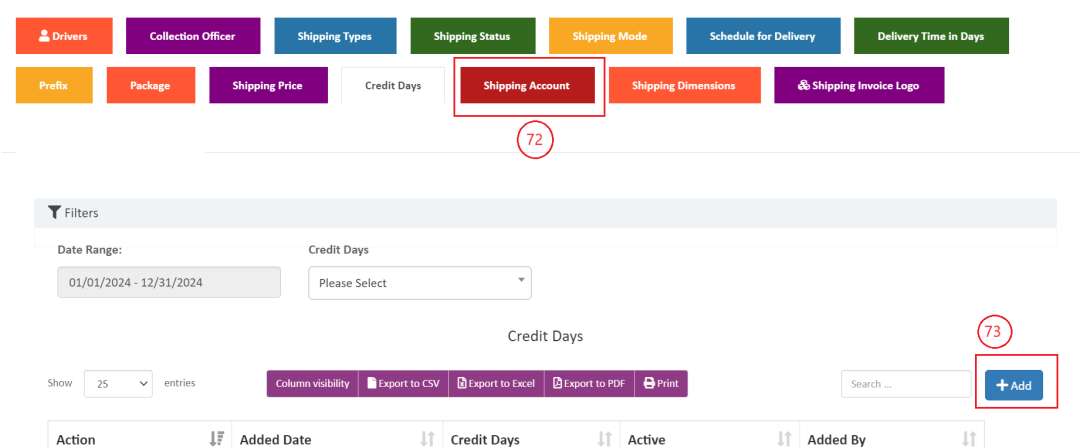 Drivers Collection Officer Shipping Types Shipping Status Shipping Mode Schedule for Delivery Delivery Time in Days
Prefix Package Shipping Price Credit Days Shipping Account Shipping Dimensions Shipping Invoice Logo
72
Filters
Date Range: Credit Days
01/01/2024 - 12/31/2024 Please Select
Credit Days
73
Show 25 entries Column visibility Export to CSV Export to Excel Export to PDF Print Search ... Add
Action Added Date Credit Days Active Added By